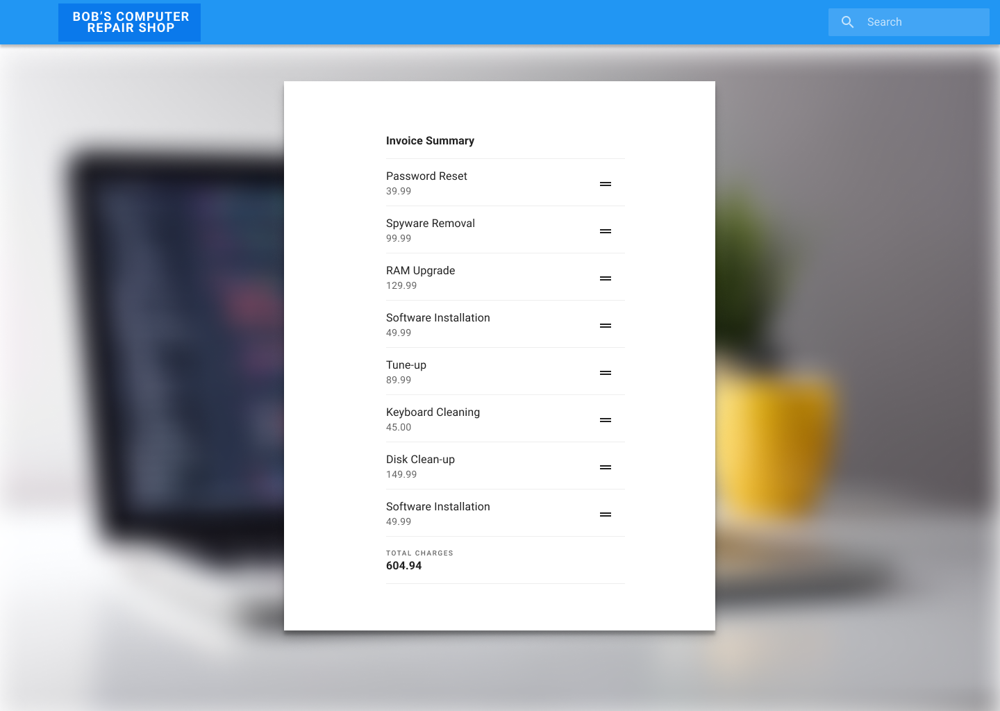 BOB’S COMPUTER
REPAIR SHOP
Search
Invoice Summary
Password Reset
39.99
Spyware Removal
99.99
RAM Upgrade
129.99
Software Installation
49.99
Tune-up
89.99
Keyboard Cleaning
45.00
Disk Clean-up
149.99
Software Installation
49.99
TOTAL CHARGES
604.94